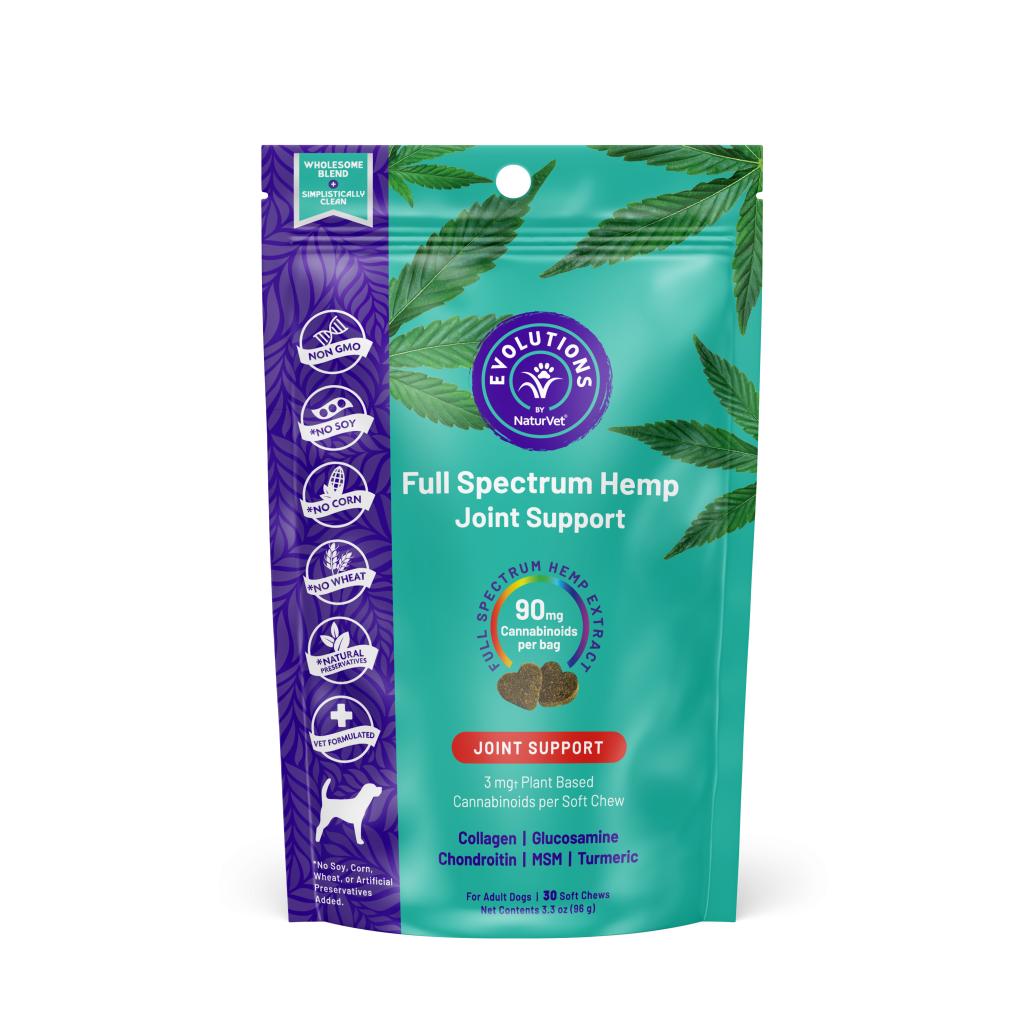 WHOLESOME
BLEND
+
SIMPLISTICALLY
CLEAN
NON GMO
*NO SOY
*NO CORN
*NO WHEAT
*NATURAL
PRESERVATIVES
VET FORMULATED
*No Soy, Corn,
Wheat, or Artificial
Preservatives
Added.
EVOLUTIONS
BY
NaturVet®
Full Spectrum Hemp
Joint Support
FULL SPECTRUM HEMP EXTRACT
90mg
Cannabinoids
per bag
JOINT SUPPORT
3 mg† Plant Based
Cannabinoids per Soft Chew
Collagen | Glucosamine
Chondroitin | MSM | Turmeric
For Adult Dogs | 30 Soft Chews
Net Contents 3.3 oz (96 g)